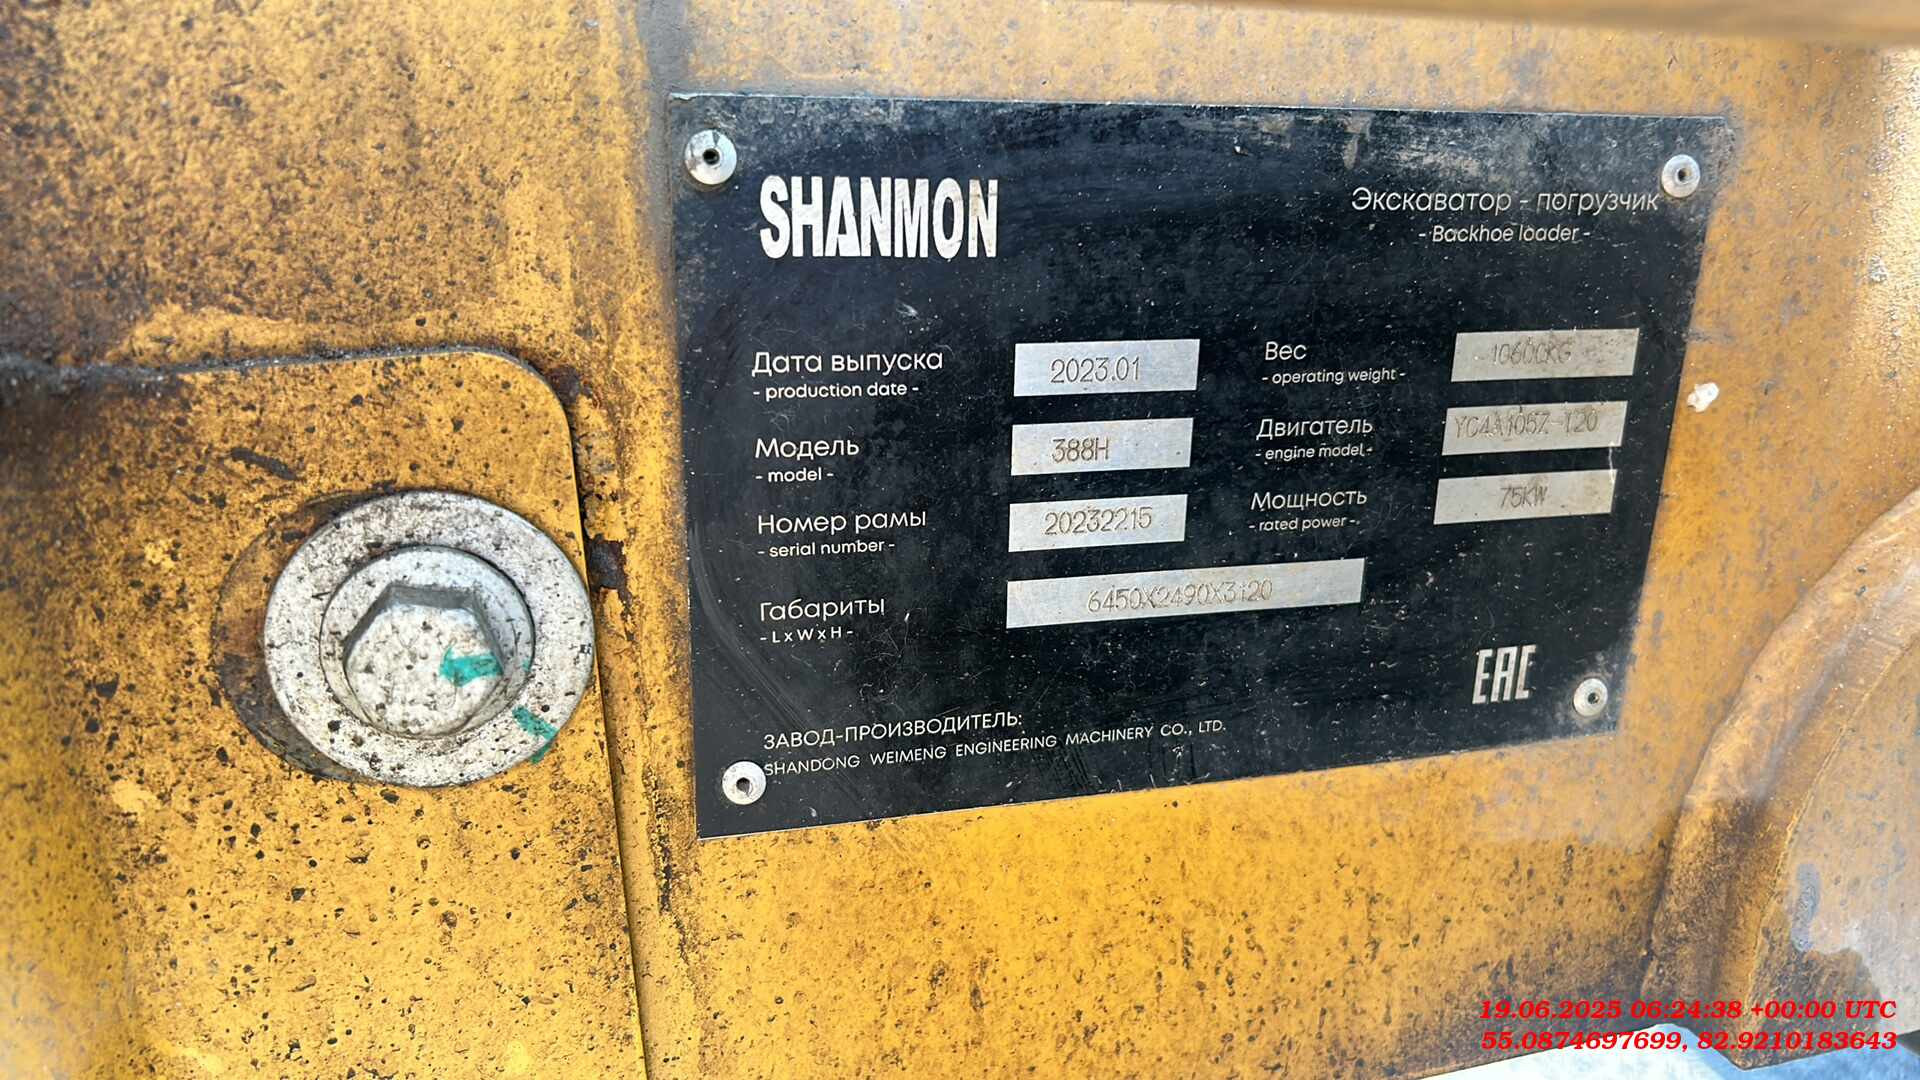 SHANMON
Экскаватор - погрузчик
- Backhoe loader -
Дата выпуска
- production date -
2023.01
Модель
- model -
388H
Номер рамы
- serial number -
20232215
Габариты
- L x W x H -
6450X2490X3120
Вес
- operating weight -
10600KG
Двигатель
- engine model -
YC4A105Z-T20
Мощность
- rated power -
75KW
EAC
ЗАВОД-ПРОИЗВОДИТЕЛЬ:
SHANDONG WEIMENG ENGINEERING MACHINERY CO., LTD.
19.06.2025 06:24:38 +00:00 UTC
55.0874697699, 82.9210183643